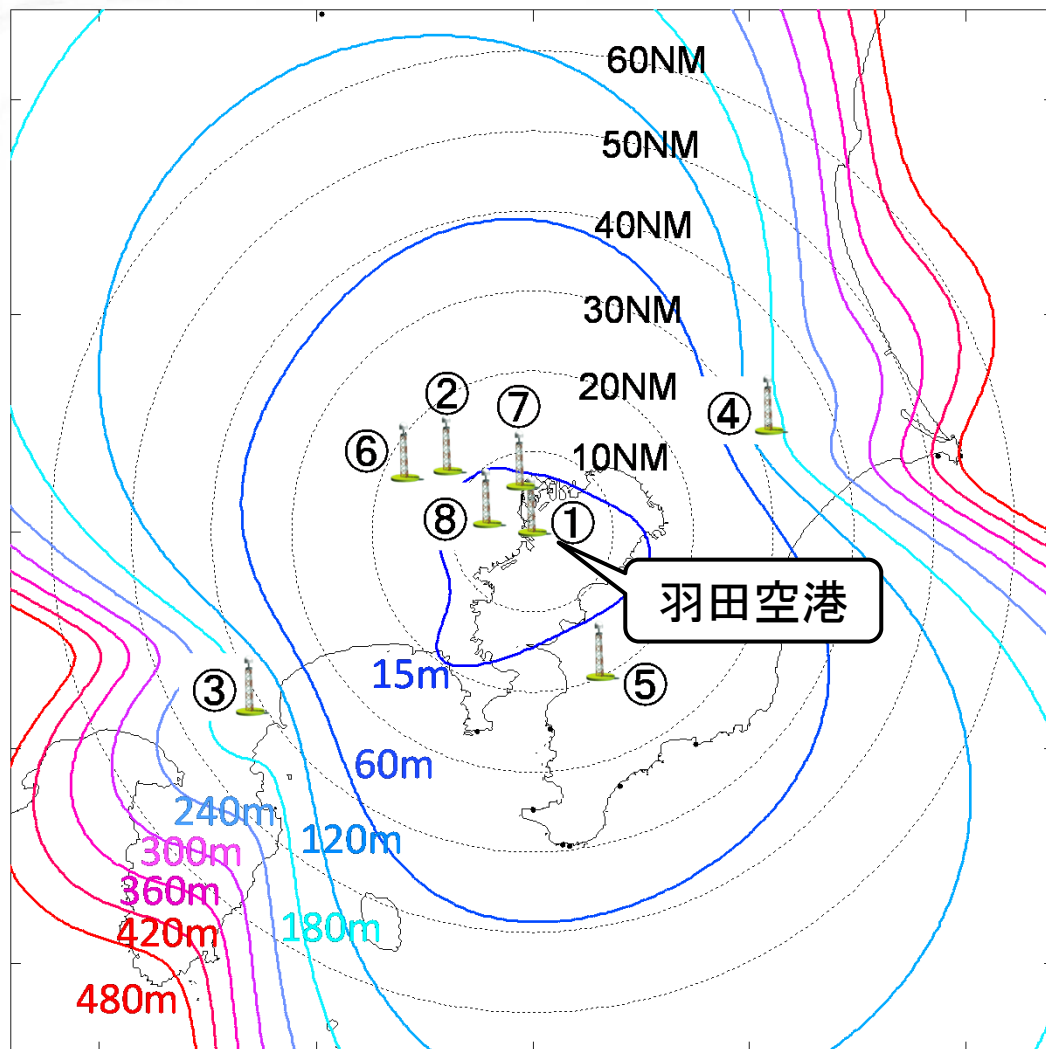 60NM
50NM
40NM
30NM
20NM
10NM
②
⑦
④
⑥
⑧
①
羽田空港
③
⑤
15m
60m
240m
120m
300m
360m
180m
420m
480m